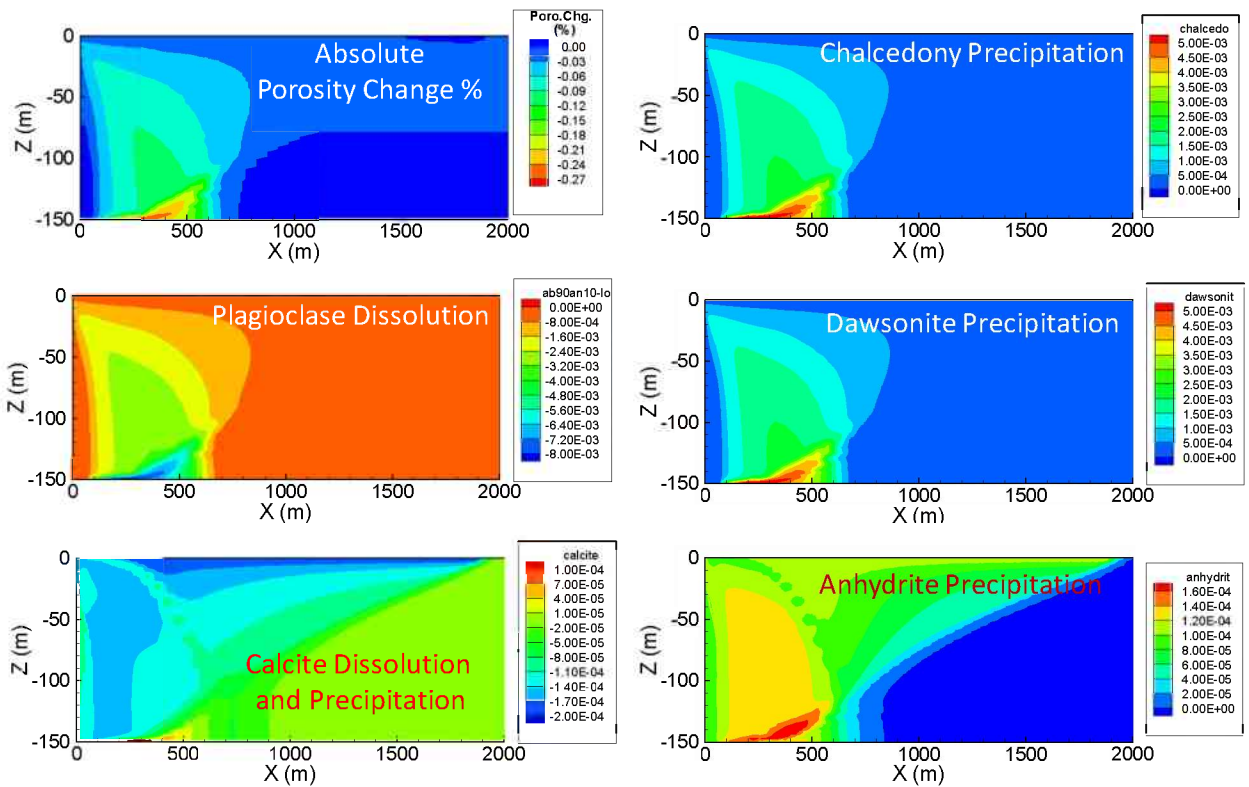 Absolute
Porosity Change %
Poro.Chg.
(%)
0.00
-0.03
-0.06
-0.09
-0.12
-0.15
-0.18
-0.21
-0.24
-0.27
Z (m)
0
-50
-100
-150
0
500
1000
1500
2000
X (m)
Chalcedony Precipitation
chalcedo
5.00E-03
4.50E-03
4.00E-03
3.50E-03
3.00E-03
2.50E-03
2.00E-03
1.50E-03
1.00E-03
5.00E-04
0.00E+00
Z (m)
0
-50
-100
-150
0
500
1000
1500
2000
X (m)
Plagioclase Dissolution
ab90an10-lo
0.00E+00
-8.00E-04
-1.60E-03
-2.40E-03
-3.20E-03
-4.00E-03
-4.80E-03
-5.60E-03
-6.40E-03
-7.20E-03
-8.00E-03
Z (m)
0
-50
-100
-150
0
500
1000
1500
2000
X (m)
Dawsonite Precipitation
dawsonit
5.00E-03
4.50E-03
4.00E-03
3.50E-03
3.00E-03
2.50E-03
2.00E-03
1.50E-03
1.00E-03
5.00E-04
0.00E+00
Z (m)
0
-50
-100
-150
0
500
1000
1500
2000
X (m)
Calcite Dissolution
and Precipitation
calcite
1.00E-04
7.00E-05
4.00E-05
1.00E-05
-2.00E-05
-5.00E-05
-8.00E-05
-1.10E-04
-1.40E-04
-1.70E-04
-2.00E-04
Z (m)
0
-50
-100
-150
0
500
1000
1500
2000
X (m)
Anhydrite Precipitation
anhydrit
1.60E-04
1.40E-04
1.20E-04
1.00E-04
8.00E-05
6.00E-05
4.00E-05
2.00E-05
0.00E+00
Z (m)
0
-50
-100
-150
0
500
1000
1500
2000
X (m)